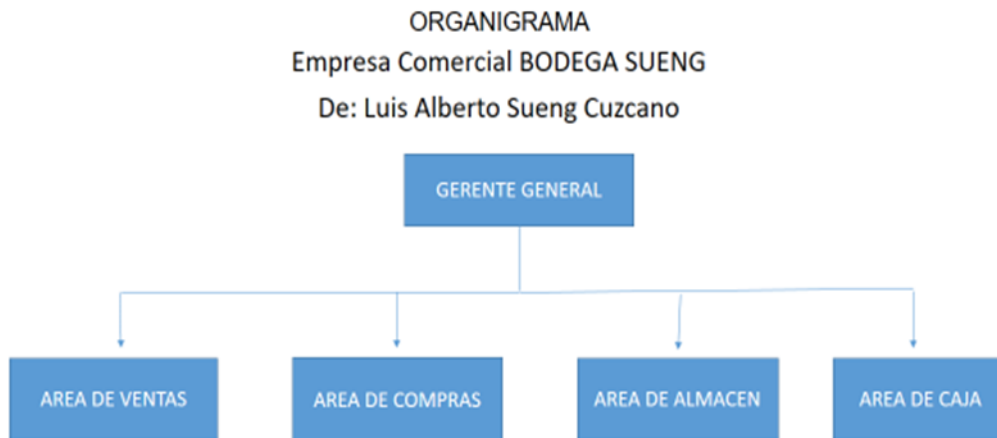 ORGANIGRAMA
Empresa Comercial BODEGA SUENG
De: Luis Alberto Sueng Cuzcano
GERENTE GENERAL
AREA DE VENTAS
AREA DE COMPRAS
AREA DE ALMACEN
AREA DE CAJA